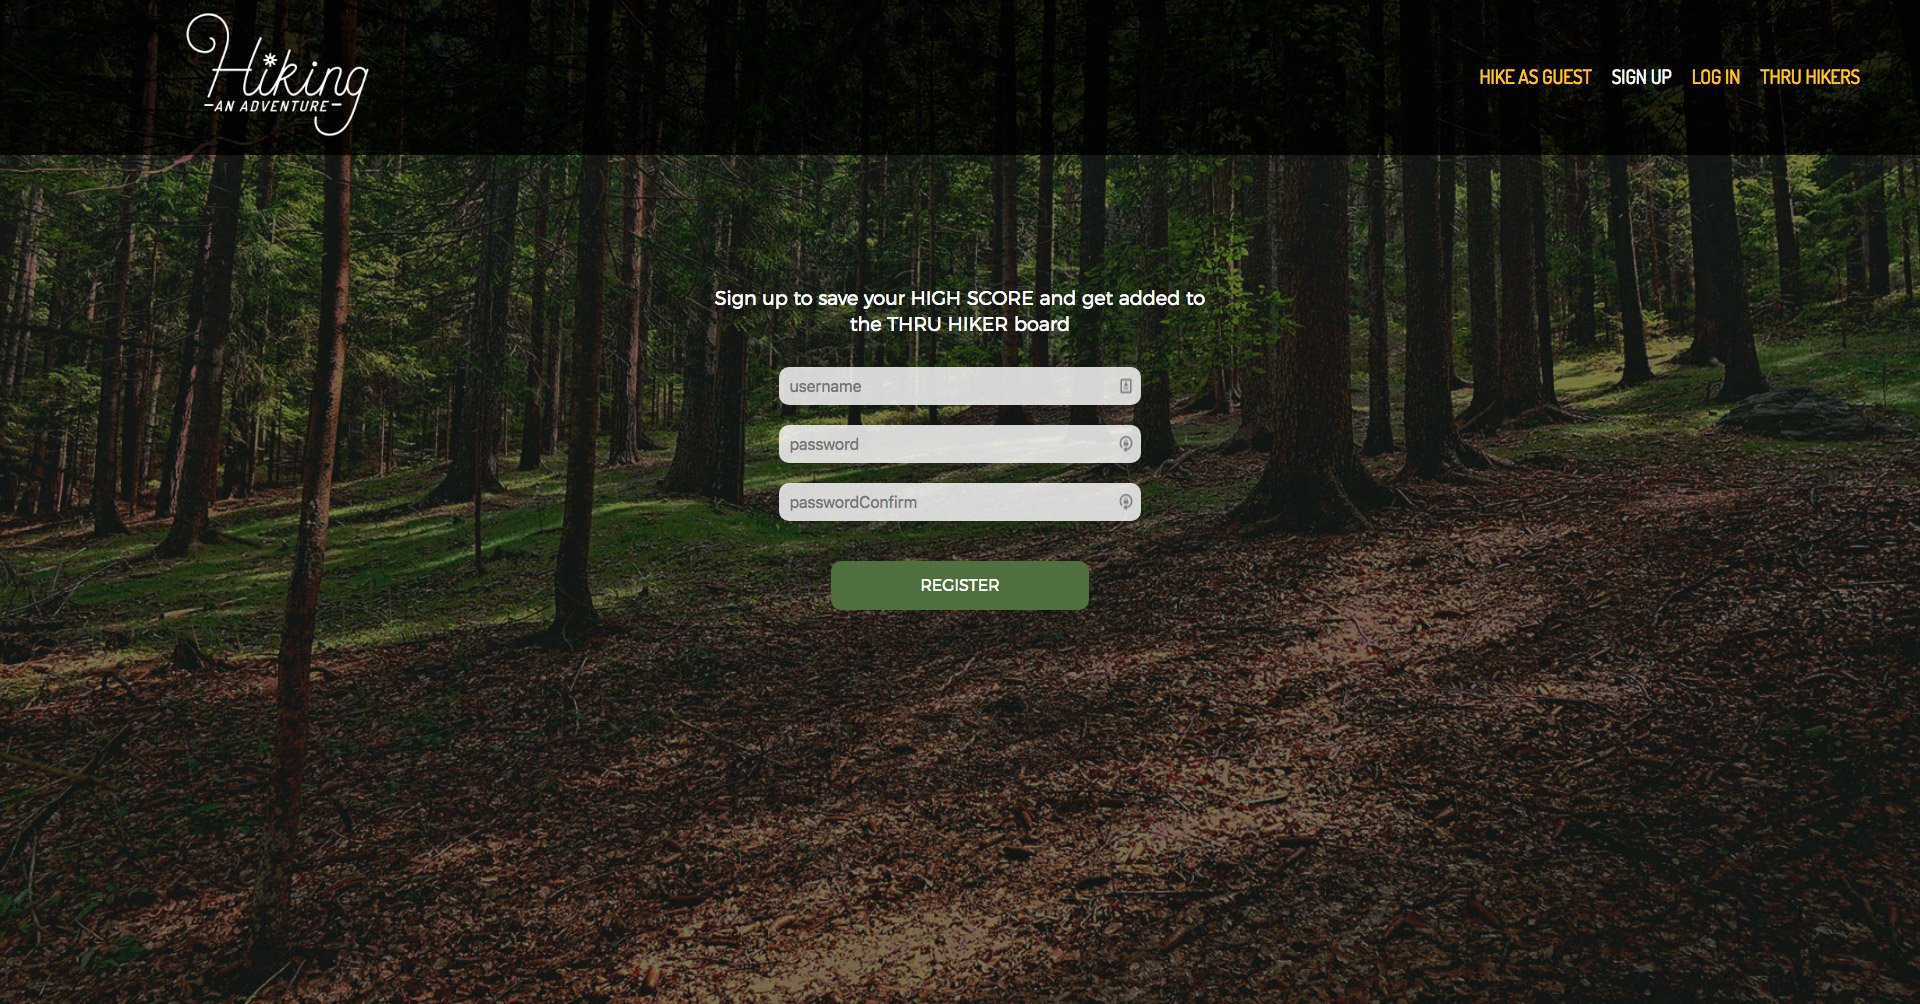 Hiking
-AN ADVENTURE-
HIKE AS GUEST SIGN UP LOG IN THRU HIKERS
Sign up to save your HIGH SCORE and get added to
the THRU HIKER board
username
password
passwordConfirm
REGISTER